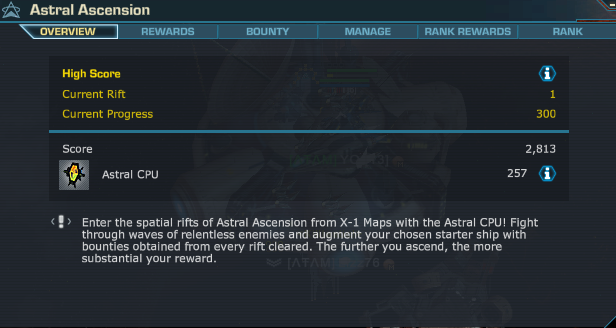 Astral Ascension
OVERVIEW REWARDS BOUNTY MANAGE RANK REWARDS RANK
High Score
Current Rift 1
Current Progress 300
Score 2,813
Astral CPU 257
Enter the spatial rifts of Astral Ascension from X-1 Maps with the Astral CPU! Fight
through waves of relentless enemies and augment your chosen starter ship with
bounties obtained from every rift cleared. The further you ascend, the more
substantial your reward.